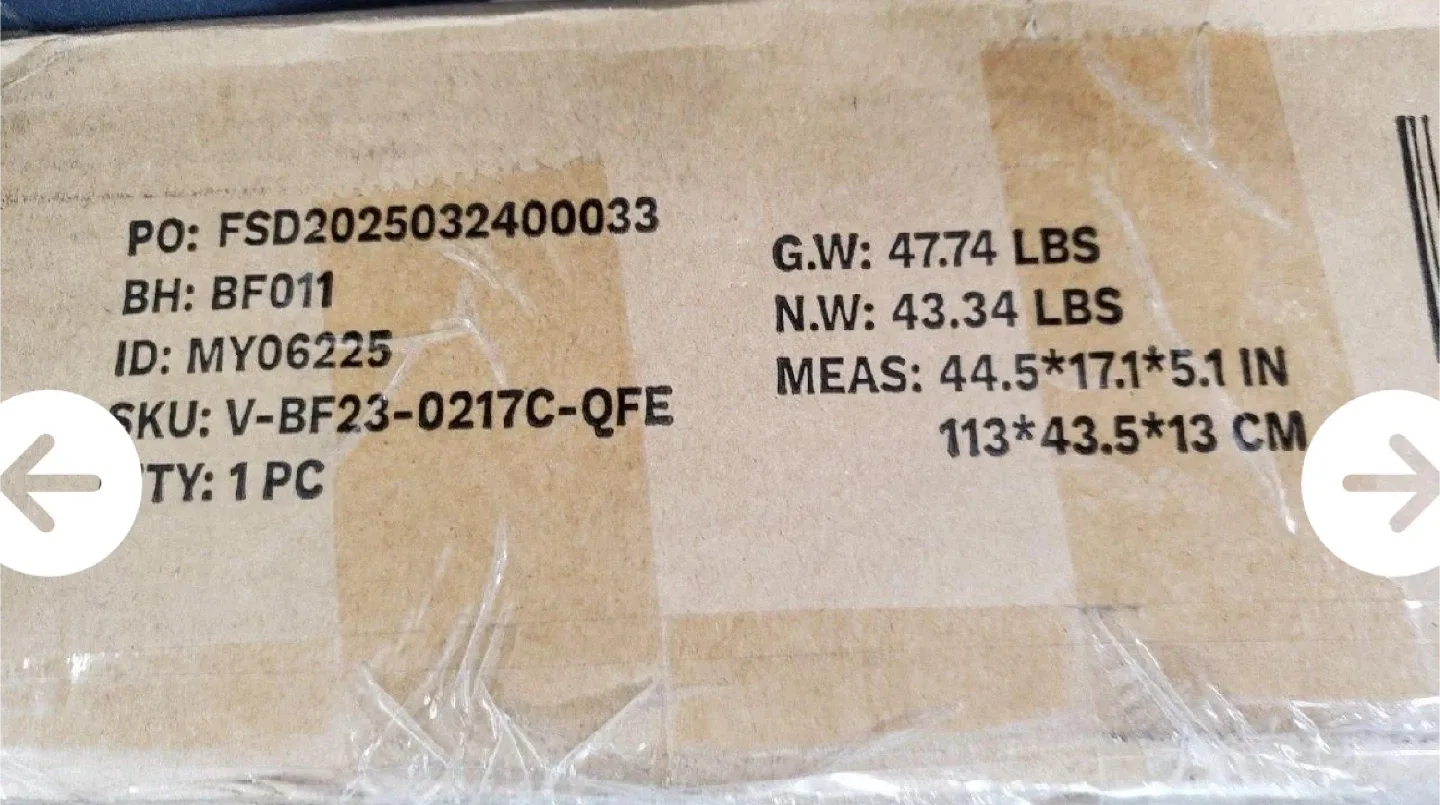 PO: FSD2025032400033
BH: BF011
ID: MY06225
SKU: V-BF23-0217C-QFE
TY: 1 PC
G.W: 47.74 LBS
N.W: 43.34 LBS
MEAS: 44.5*17.1*5.1 IN
113*43.5*13 CM